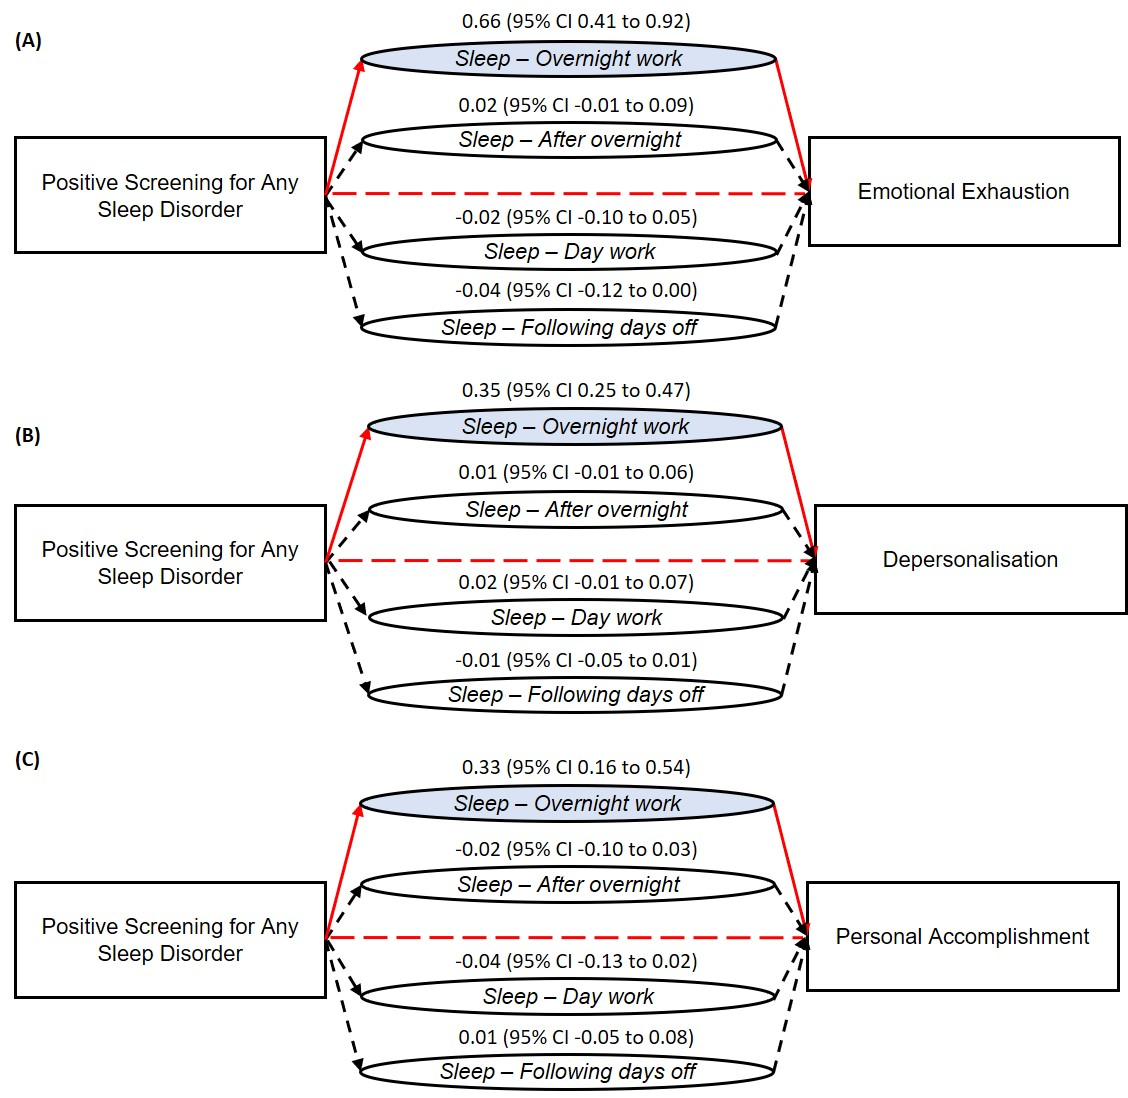 (A)
0.66 (95% CI 0.41 to 0.92)
Sleep – Overnight work
0.02 (95% CI -0.01 to 0.09)
Sleep – After overnight
Positive Screening for Any
Sleep Disorder
Emotional Exhaustion
-0.02 (95% CI -0.10 to 0.05)
Sleep – Day work
-0.04 (95% CI -0.12 to 0.00)
Sleep – Following days off
(B)
0.35 (95% CI 0.25 to 0.47)
Sleep – Overnight work
0.01 (95% CI -0.01 to 0.06)
Sleep – After overnight
Positive Screening for Any
Sleep Disorder
Depersonalisation
0.02 (95% CI -0.01 to 0.07)
Sleep – Day work
-0.01 (95% CI -0.05 to 0.01)
Sleep – Following days off
(C)
0.33 (95% CI 0.16 to 0.54)
Sleep – Overnight work
-0.02 (95% CI -0.10 to 0.03)
Sleep – After overnight
Positive Screening for Any
Sleep Disorder
Personal Accomplishment
-0.04 (95% CI -0.13 to 0.02)
Sleep – Day work
0.01 (95% CI -0.05 to 0.08)
Sleep – Following days off